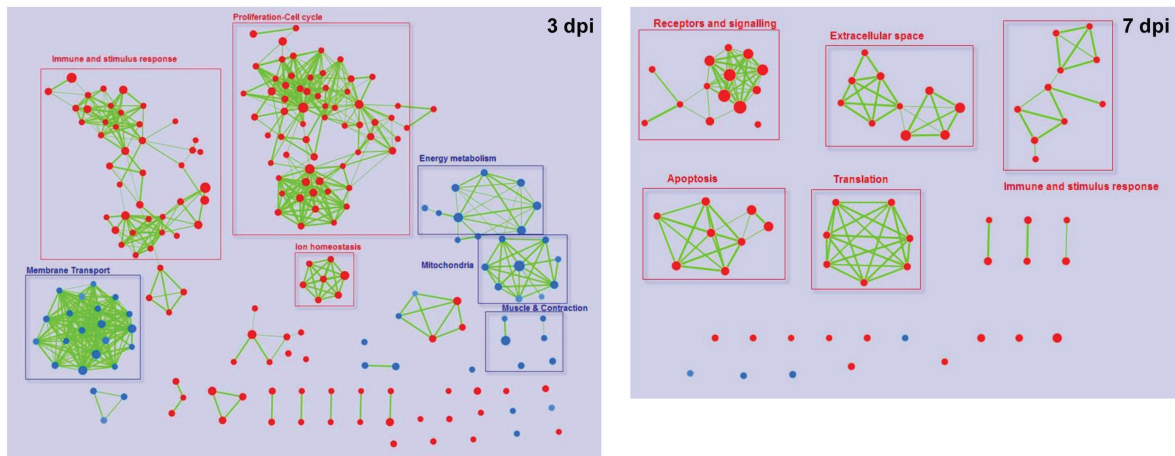 3 dpi
Proliferation-Cell cycle
Immune and stimulus response
Energy metabolism
Ion homeostasis
Mitochondria
Membrane Transport
Muscle & Contraction
7 dpi
Receptors and signalling
Extracellular space
Apoptosis
Translation
Immune and stimulus response